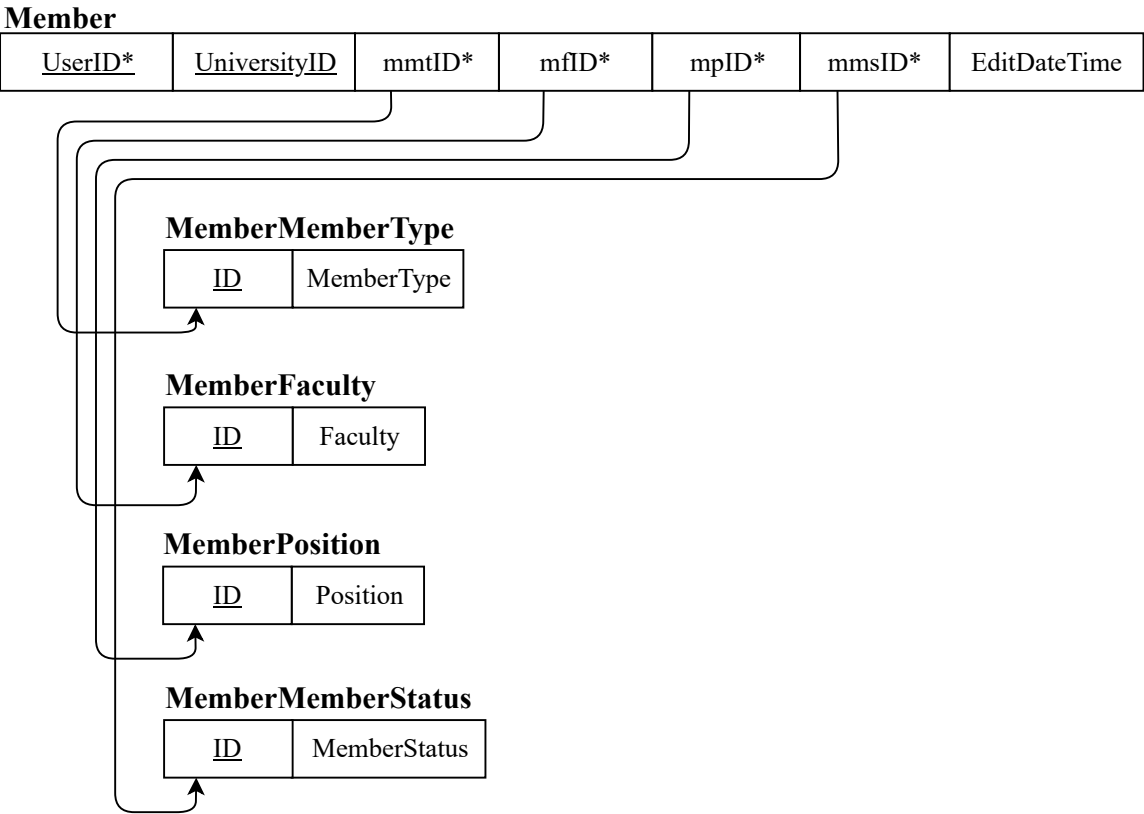 Member
UserID* UniversityID mmtID* mfID* mpID* mmsID* EditDateTime
MemberMemberType
ID MemberType
MemberFaculty
ID Faculty
MemberPosition
ID Position
MemberMemberStatus
ID MemberStatus